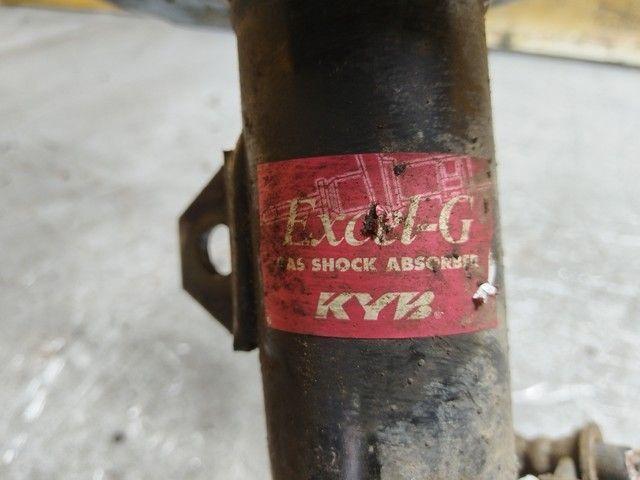 Excel-G
GAS SHOCK ABSORBER
KYB®